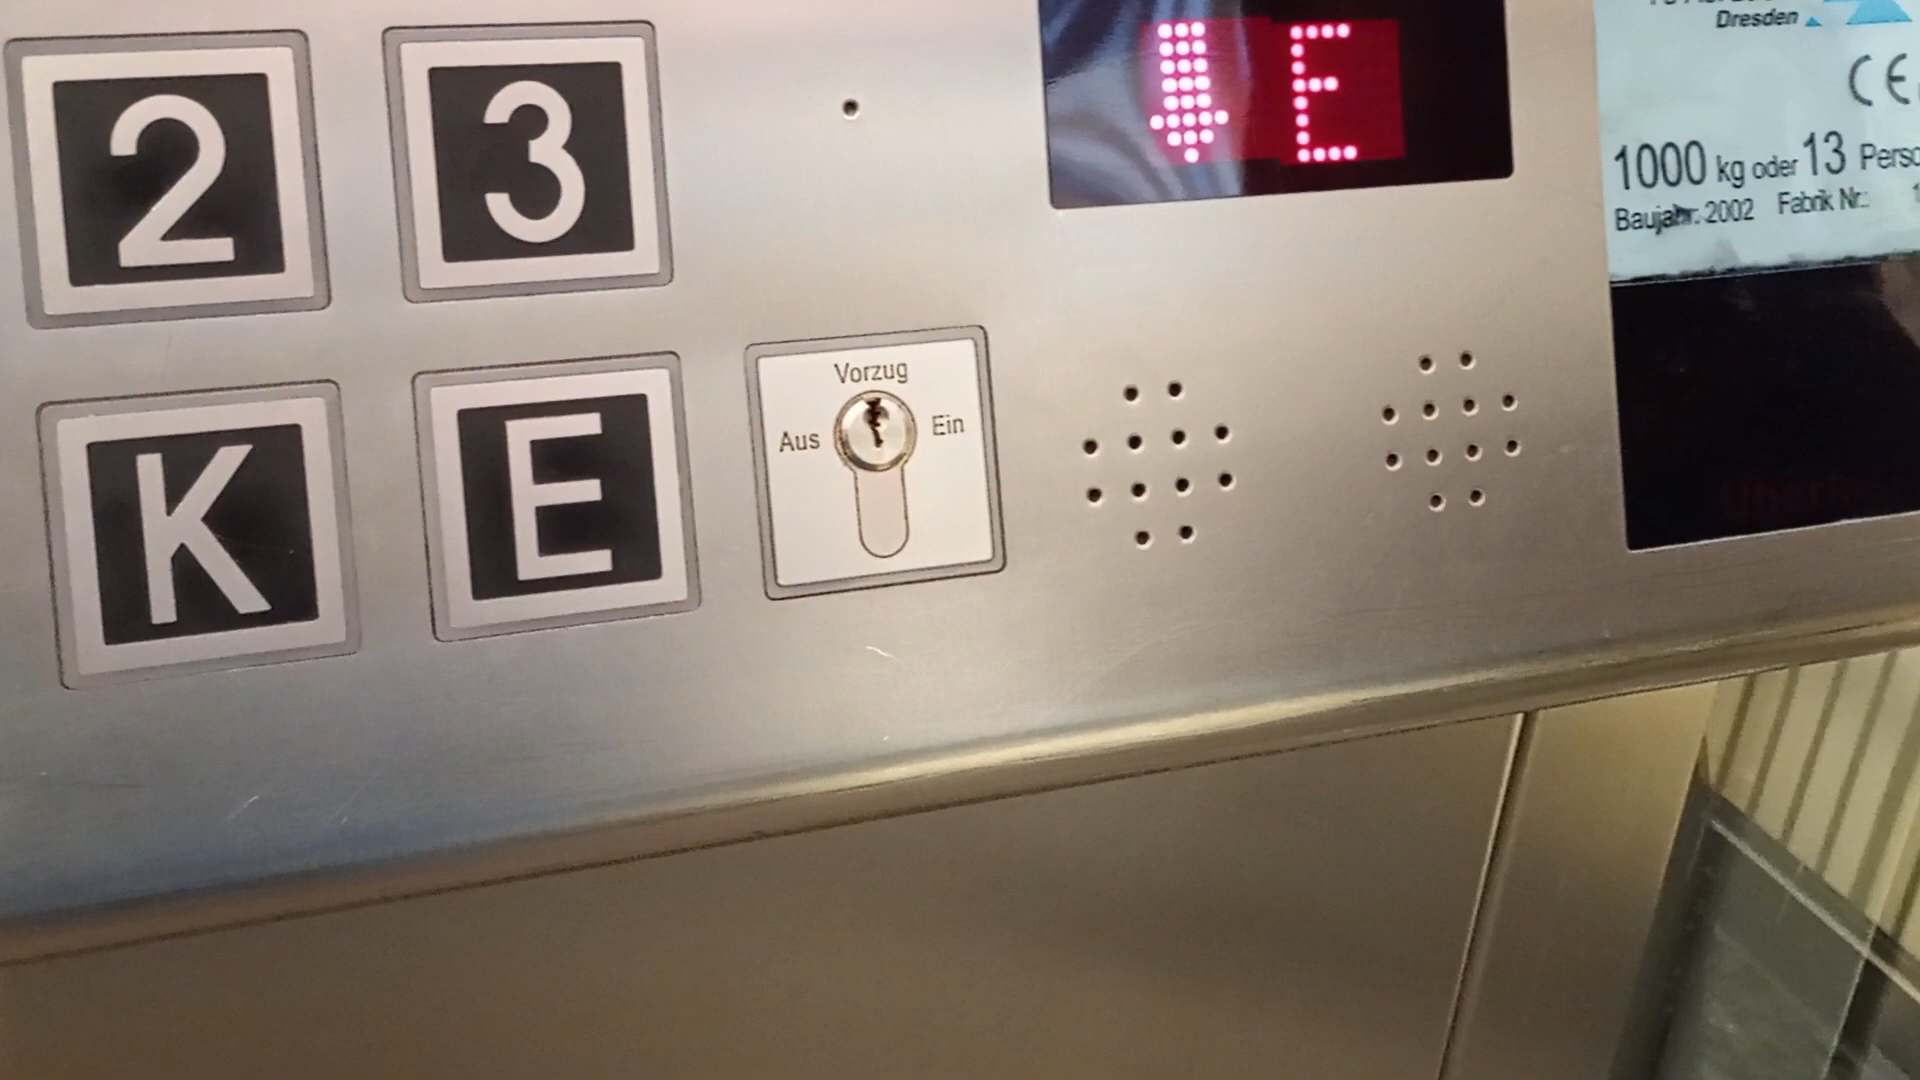 2 3
E
Dresden
CE
1000 kg oder 13
Baujahr: 2002 Fabrik Nr.:
K E
Vorzug
Aus Ein